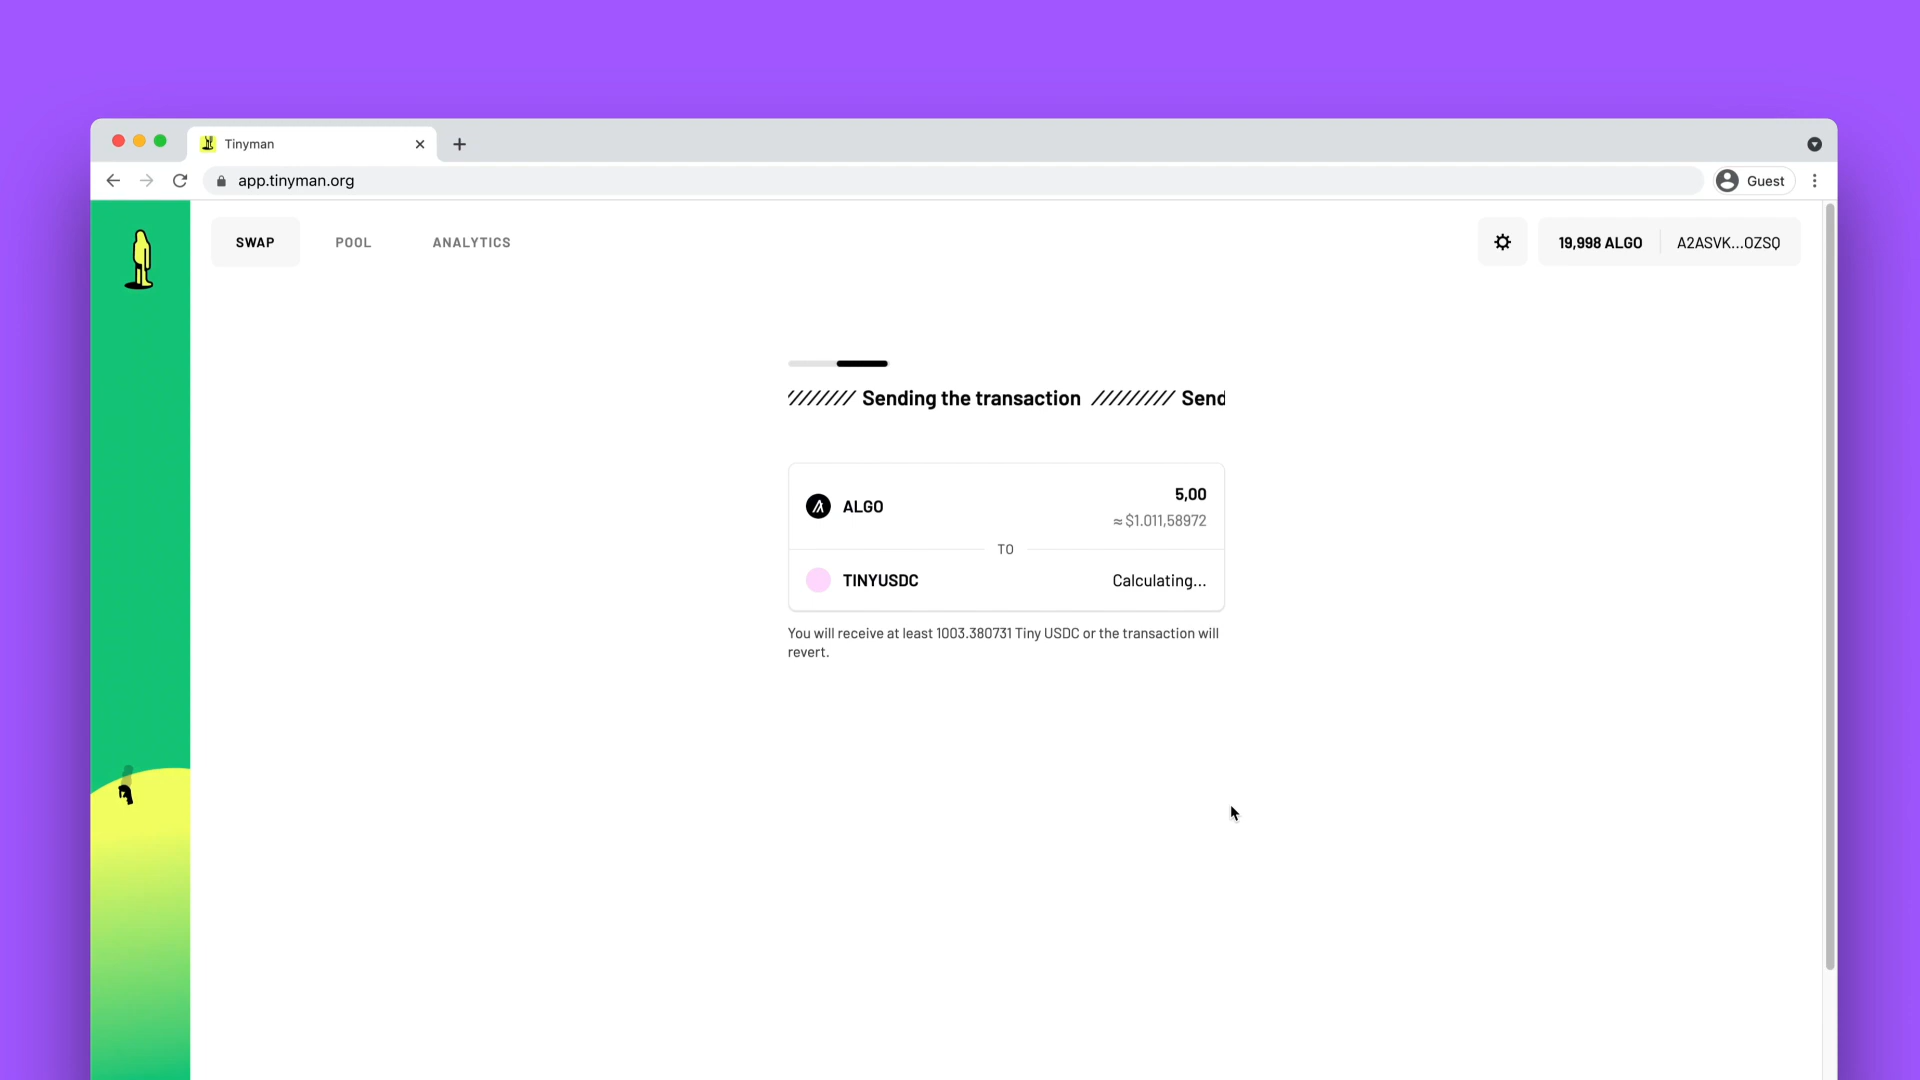 Tinyman
app.tinyman.org
Guest
SWAP
POOL
ANALYTICS
19,998 ALGO
A2ASVK...OZSQ
Sending the transaction ////////// Send
ALGO
5,00
≈ $1.011,58972
TO
TINYUSDC
Calculating...
You will receive at least 1003.380731 Tiny USDC or the transaction will
revert.